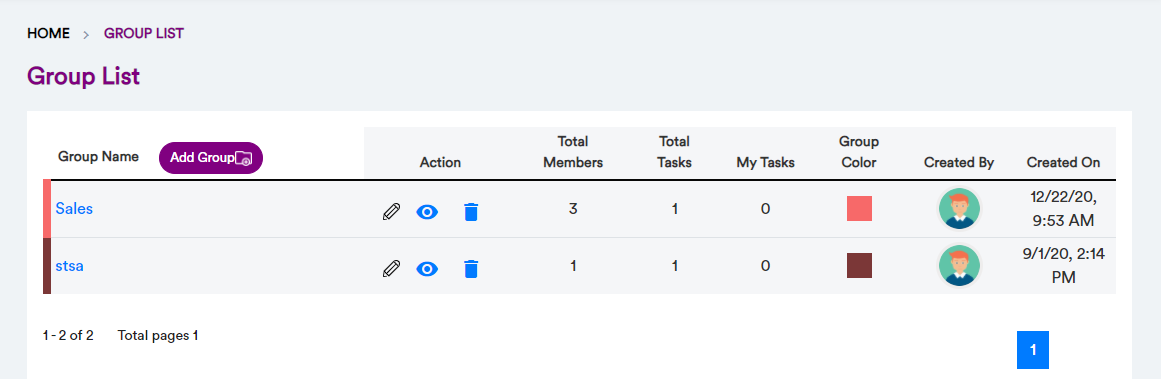 HOME > GROUP LIST
Group List
Group Name Add Group Action Total Members Total Tasks My Tasks Group Color Created By Created On
Sales 3 1 0 12/22/20, 9:53 AM
stsa 1 1 0 9/1/20, 2:14 PM
1 - 2 of 2 Total pages 1
1